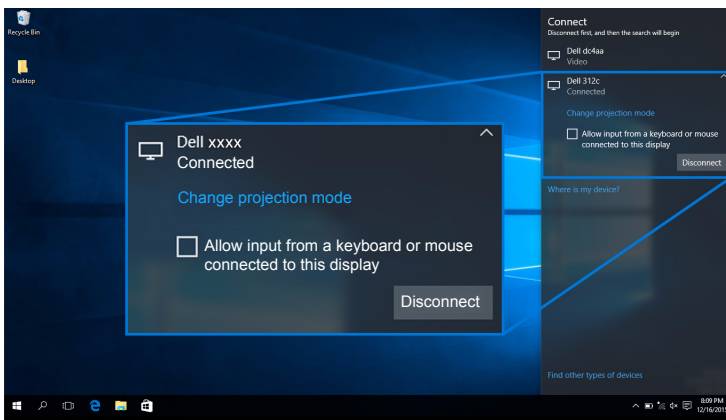 Recycle Bin
Desktop
Connect
Disconnect first, and then the search will begin
Dell dc4aa
Video
Dell 312c
Connected
Change projection mode
Allow input from a keyboard or mouse
connected to this display
Disconnect
Where is my device?
Find other types of devices
Dell xxxx
Connected
Change projection mode
Allow input from a keyboard or mouse
connected to this display
Disconnect
8:09 PM